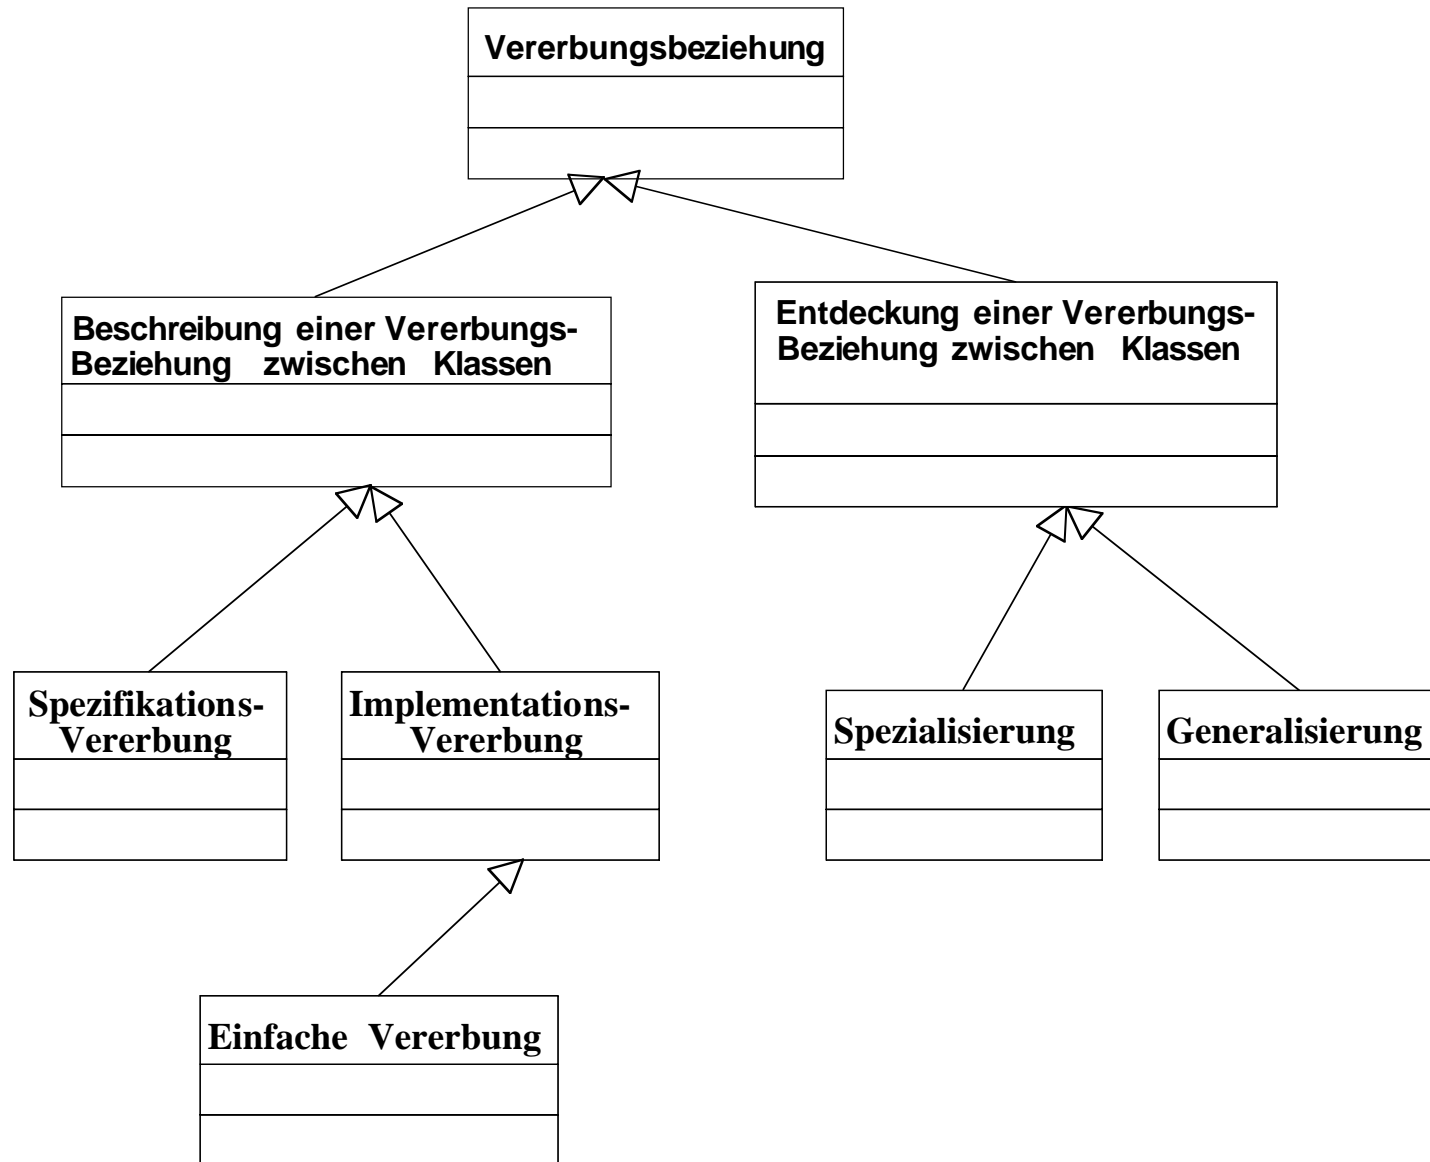 Vererbungsbeziehung
Beschreibung einer Vererbungs-
Beziehung zwischen Klassen
Entdeckung einer Vererbungs-
Beziehung zwischen Klassen
Spezifikations-
Vererbung
Implementations-
Vererbung
Spezialisierung
Generalisierung
Einfache Vererbung